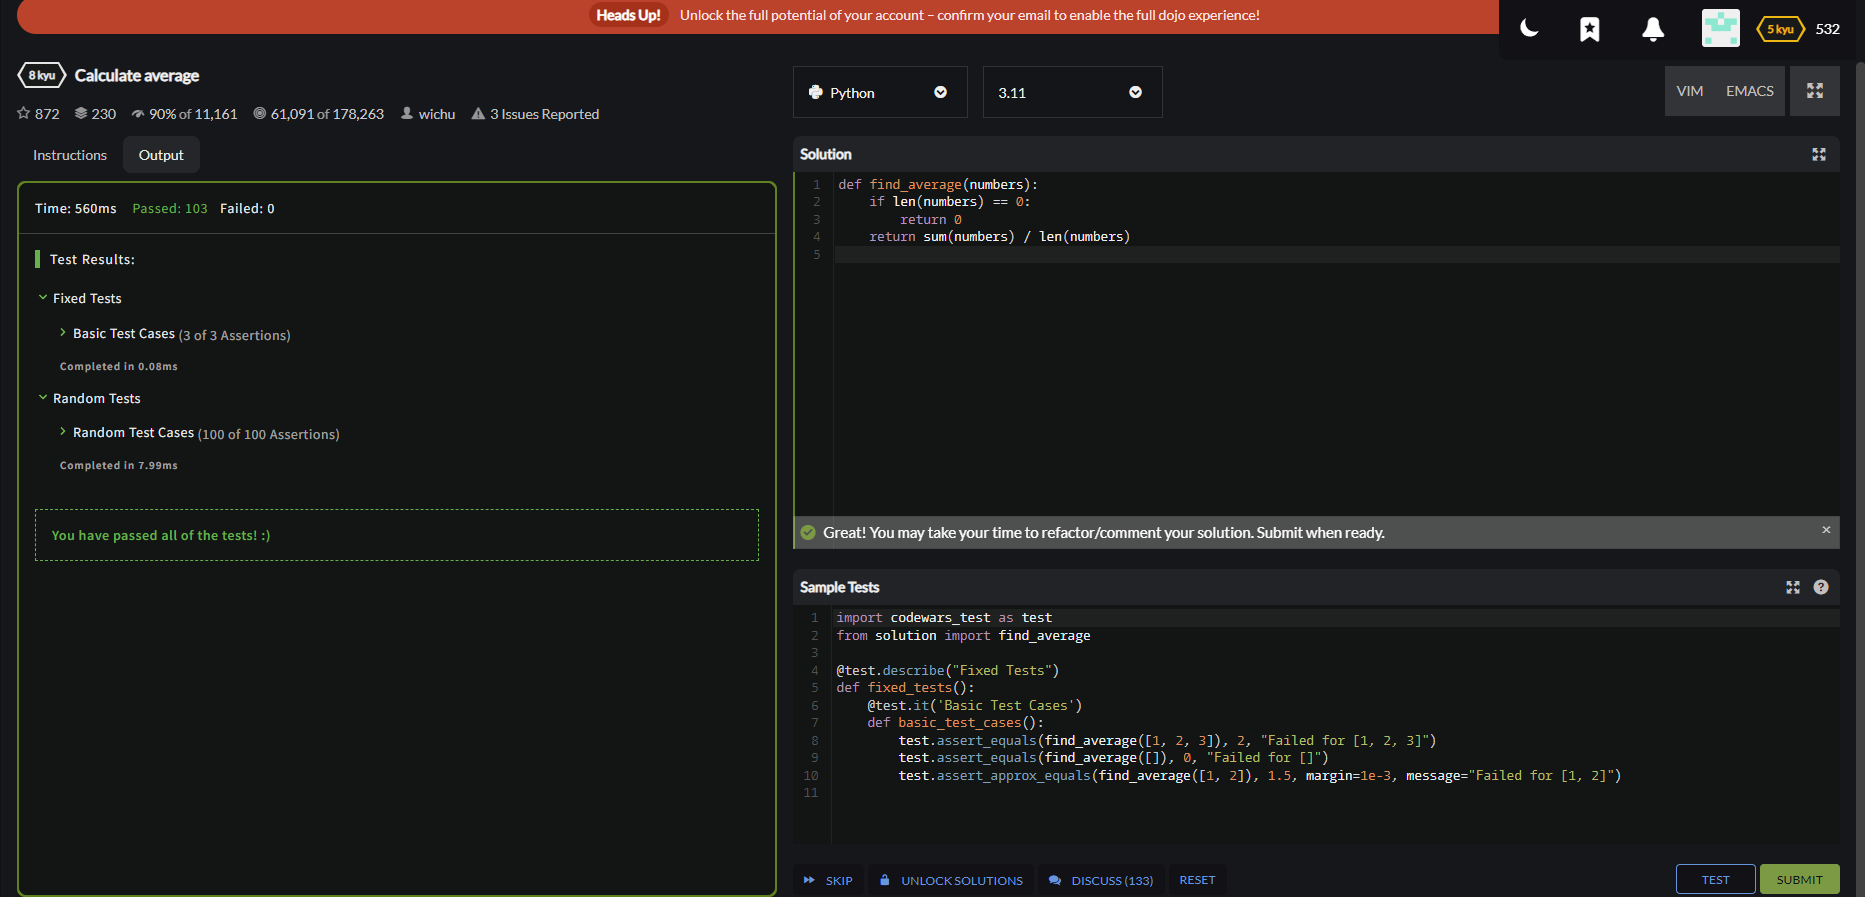 Heads Up! Unlock the full potential of your account – confirm your email to enable the full dojo experience!
5 kyu 532
8 kyu Calculate average
872 230 90% of 11,161 61,091 of 178,263 wichu 3 Issues Reported
Instructions Output
Time: 560ms Passed: 103 Failed: 0
Test Results:
Fixed Tests
Basic Test Cases (3 of 3 Assertions)
Completed in 0.08ms
Random Tests
Random Test Cases (100 of 100 Assertions)
Completed in 7.99ms
You have passed all of the tests! :)
Python 3.11 VIM EMACS
Solution
1 def find_average(numbers):
2     if len(numbers) == 0:
3         return 0
4     return sum(numbers) / len(numbers)
5
Great! You may take your time to refactor/comment your solution. Submit when ready. ×
Sample Tests ?
1 import codewars_test as test
2 from solution import find_average
3
4 @test.describe("Fixed Tests")
5 def fixed_tests():
6     @test.it('Basic Test Cases')
7     def basic_test_cases():
8         test.assert_equals(find_average([1, 2, 3]), 2, "Failed for [1, 2, 3]")
9         test.assert_equals(find_average([]), 0, "Failed for []")
10         test.assert_approx_equals(find_average([1, 2]), 1.5, margin=1e-3, message="Failed for [1, 2]")
11
SKIP UNLOCK SOLUTIONS DISCUSS (133) RESET TEST SUBMIT